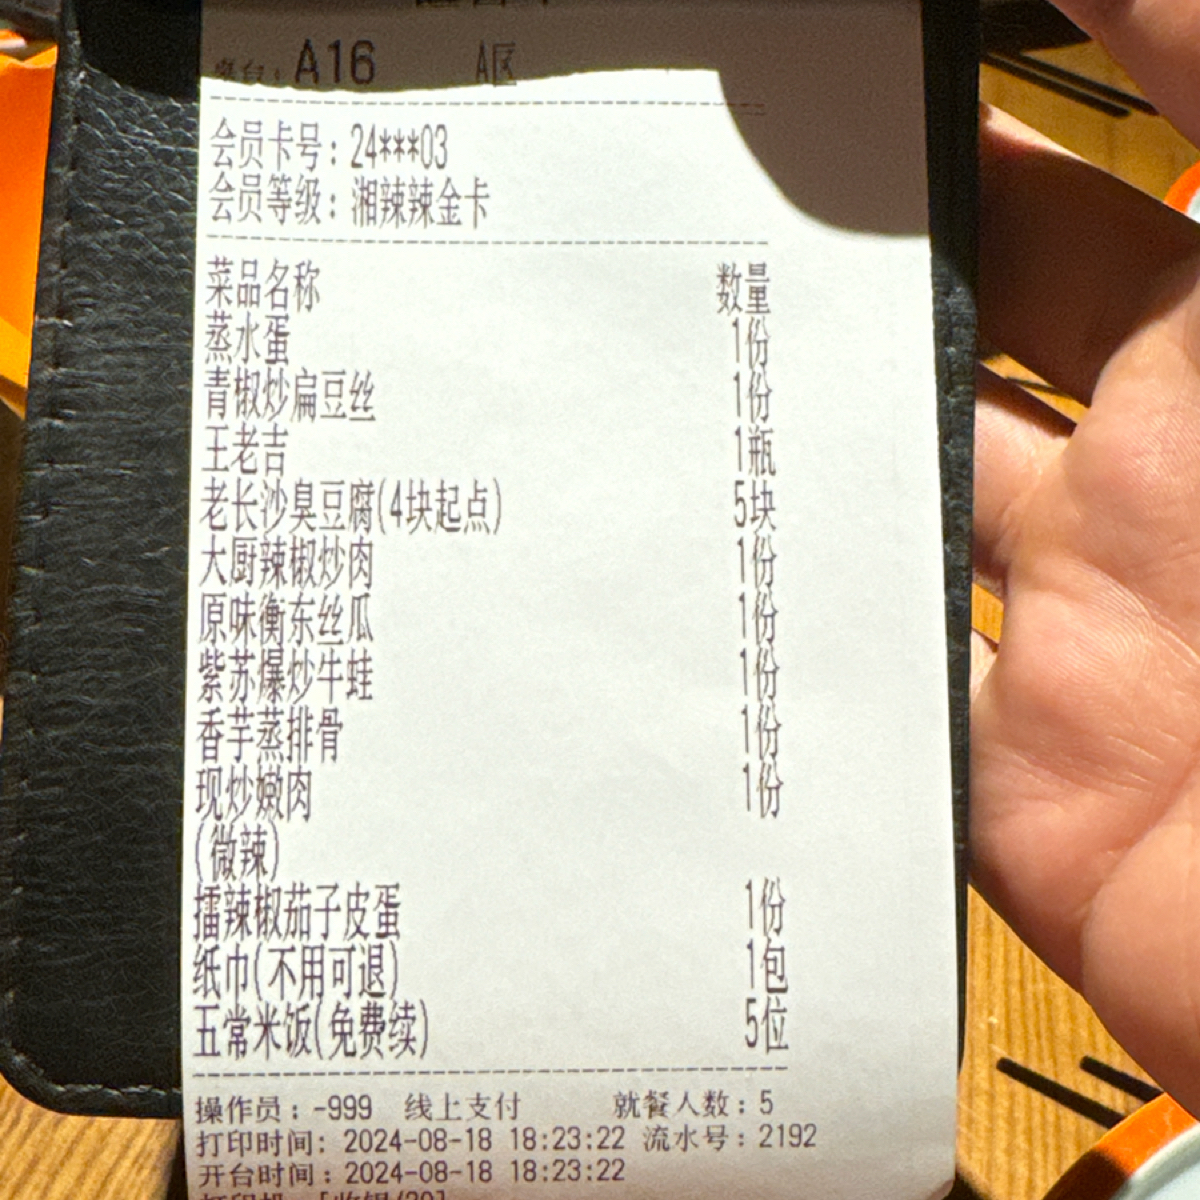 桌台：A16 A区
会员卡号：24***03
会员等级：湘辣辣金卡
菜品名称 数量
蒸水蛋 1份
青椒炒扁豆丝 1份
王老吉 1瓶
老长沙臭豆腐(4块起点) 5块
大厨辣椒炒肉 1份
原味衡东丝瓜 1份
紫苏爆炒牛蛙 1份
香芋蒸排骨 1份
现炒嫩肉 1份
(微辣)
擂辣椒茄子皮蛋 1份
纸巾(不用可退) 1包
五常米饭(免费续) 5位
操作员：-999 线上支付 就餐人数：5
打印时间: 2024-08-18 18:23:22 流水号：2192
开台时间：2024-08-18 18:23:22